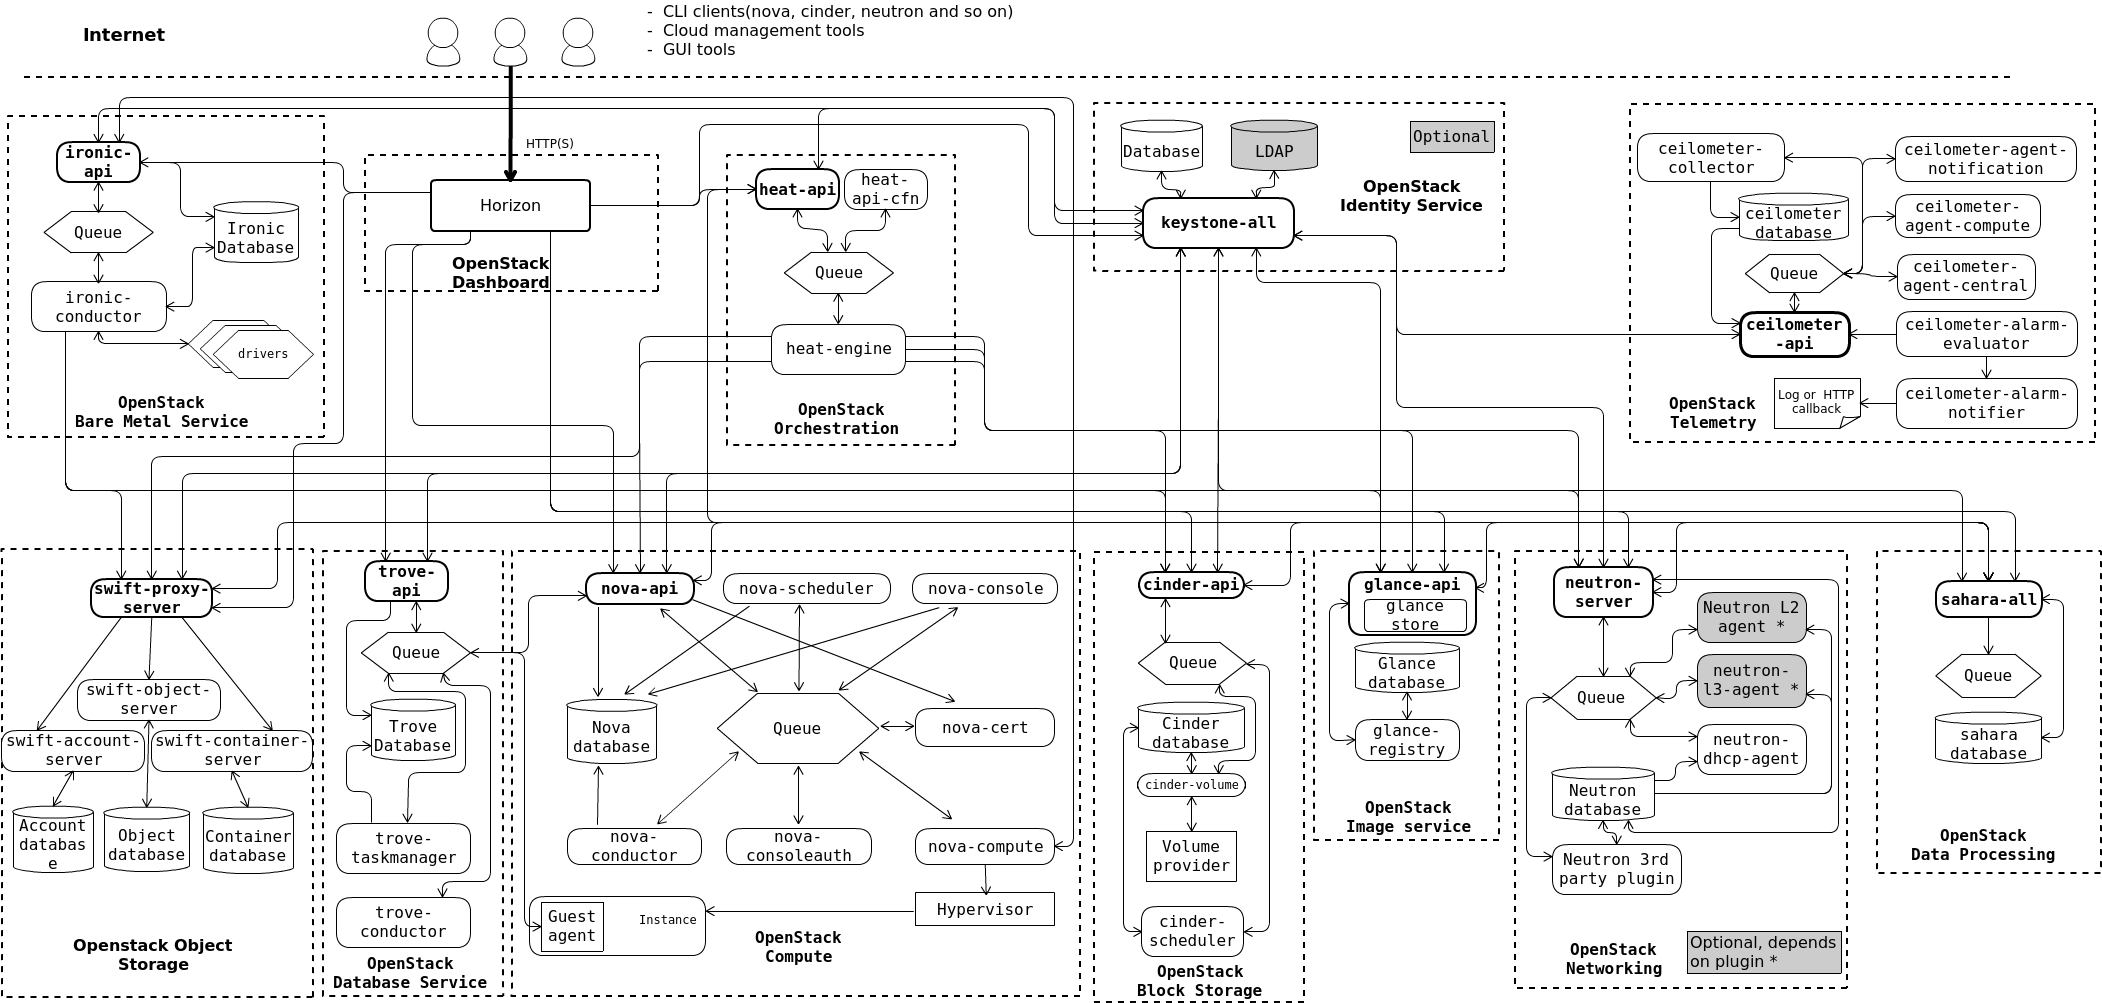 Internet
- CLI clients(nova, cinder, neutron and so on)
- Cloud management tools
- GUI tools
HTTP(S)
ironic-
api
Queue
Ironic
Database
ironic-
conductor
drivers
OpenStack
Bare Metal Service
Horizon
OpenStack
Dashboard
heat-api
heat-
api-cfn
Queue
heat-engine
OpenStack
Orchestration
Database
LDAP
Optional
OpenStack
Identity Service
keystone-all
ceilometer-
collector
ceilometer-agent-
notification
ceilometer
database
ceilometer-
agent-compute
Queue
ceilometer-
agent-central
ceilometer
-api
ceilometer-alarm-
evaluator
Log or HTTP
callback
ceilometer-alarm-
notifier
OpenStack
Telemetry
swift-proxy-
server
swift-object-
server
swift-account-
server
swift-container-
server
Account
databas
e
Object
database
Container
database
Openstack Object
Storage
trove-
api
Queue
Trove
Database
trove-
taskmanager
trove-
conductor
OpenStack
Database Service
nova-api
nova-scheduler
nova-console
Nova
database
Queue
nova-cert
nova-
conductor
nova-
consoleauth
nova-compute
Guest
agent
Instance
Hypervisor
OpenStack
Compute
cinder-api
Queue
Cinder
database
cinder-volume
Volume
provider
cinder-
scheduler
OpenStack
Block Storage
glance-api
glance
store
Glance
database
glance-
registry
OpenStack
Image service
neutron-
server
Neutron L2
agent *
neutron-
l3-agent *
Queue
neutron-
dhcp-agent
Neutron
database
Neutron 3rd
party plugin
OpenStack
Networking
Optional, depends
on plugin *
sahara-all
Queue
sahara
database
OpenStack
Data Processing